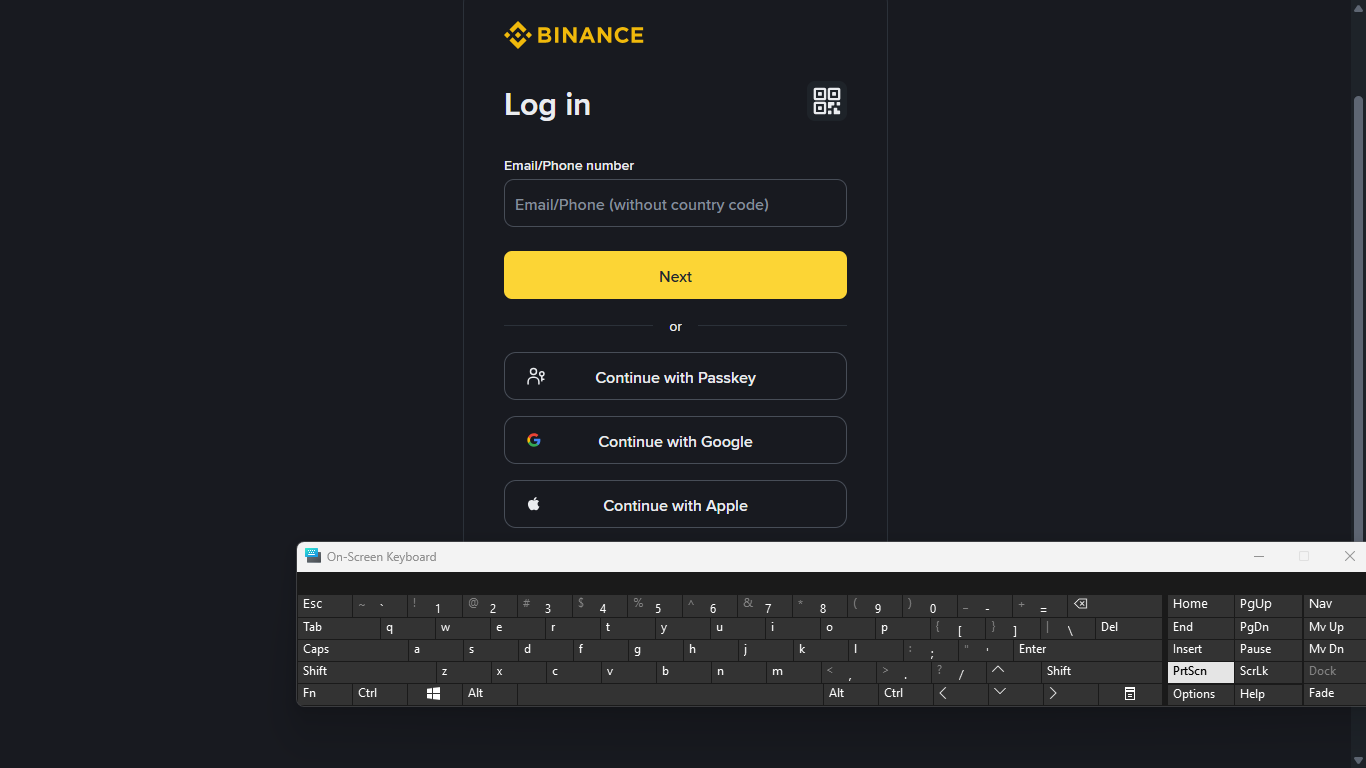 BINANCE
Log in
Email/Phone number
Email/Phone (without country code)
Next
or
Continue with Passkey
Continue with Google
Continue with Apple
On-Screen Keyboard
Esc ~ ` ! 1 @ 2 # 3 $ 4 % 5 ^ 6 & 7 * 8 ( 9 ) 0 _ - + = Home PgUp Nav
Tab q w e r t y u i o p { [ } ] | \ Del End PgDn Mv Up
Caps a s d f g h j k l : ; " ' Enter Insert Pause Mv Dn
Shift z x c v b n m < , > . ? / Shift PrtScn ScrLk Dock
Fn Ctrl Alt Alt Ctrl Options Help Fade